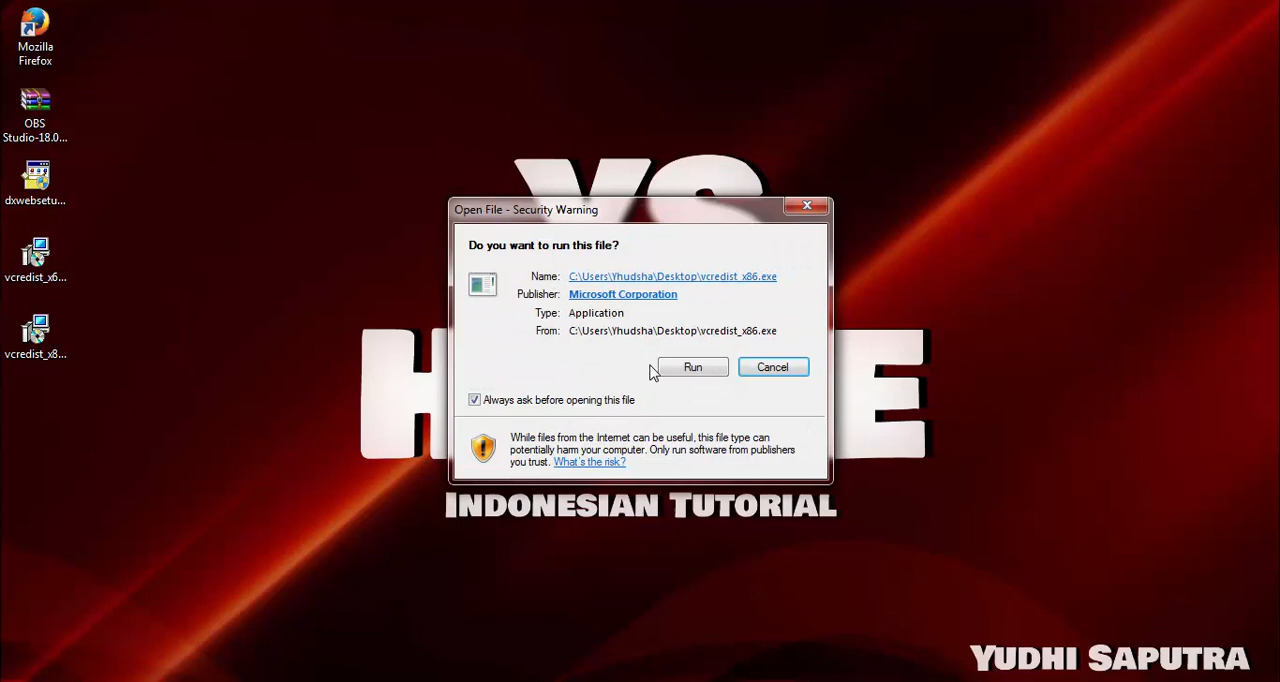 Mozilla
Firefox
OBS
Studio-18.0...
dxwebsetu...
vcredist_x6...
vcredist_x8...
YS
Open File - Security Warning
Do you want to run this file?
Name: C:\Users\Yhudsha\Desktop\vcredist_x86.exe
Publisher: Microsoft Corporation
Type: Application
From: C:\Users\Yhudsha\Desktop\vcredist_x86.exe
Run Cancel
Always ask before opening this file
While files from the Internet can be useful, this file type can
potentially harm your computer. Only run software from publishers
you trust. What's the risk?
Indonesian Tutorial
Yudhi Saputra